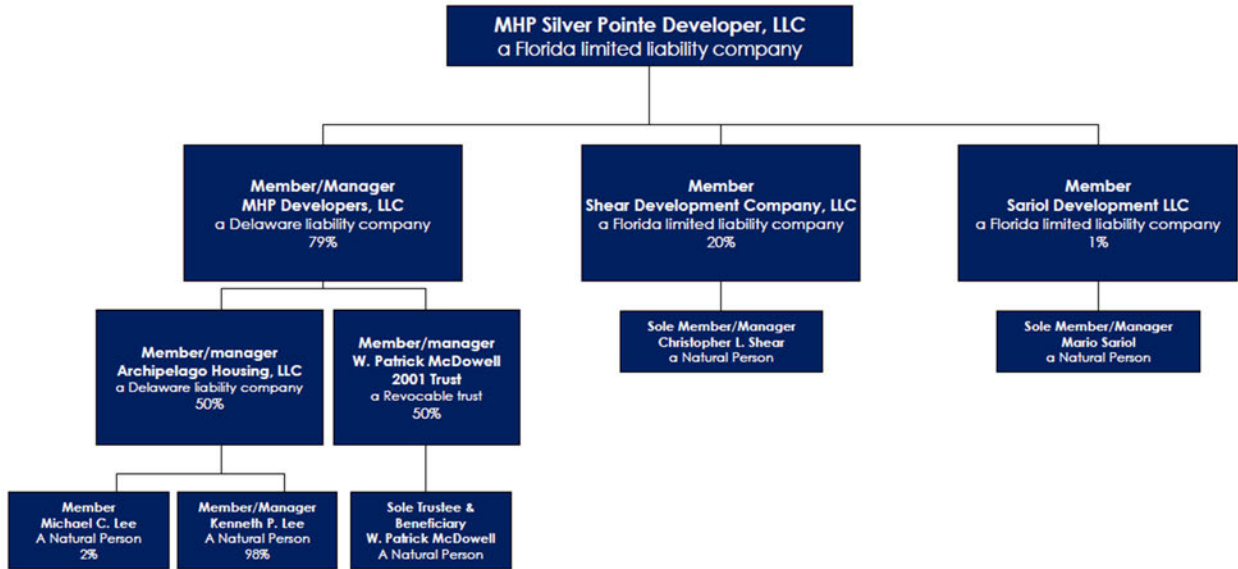 MHP Silver Pointe Developer, LLC
a Florida limited liability company
Member/Manager
MHP Developers, LLC
a Delaware liability company
79%
Member
Shear Development Company, LLC
a Florida limited liability company
20%
Member
Sariol Development LLC
a Florida limited liability company
1%
Member/manager
Archipelago Housing, LLC
a Delaware liability company
50%
Member/manager
W. Patrick McDowell
2001 Trust
a Revocable trust
50%
Sole Member/Manager
Christopher L. Shear
a Natural Person
Sole Member/Manager
Mario Sariol
a Natural Person
Member
Michael C. Lee
A Natural Person
2%
Member/Manager
Kenneth P. Lee
A Natural Person
98%
Sole Trustee &
Beneficiary
W. Patrick McDowell
A Natural Person